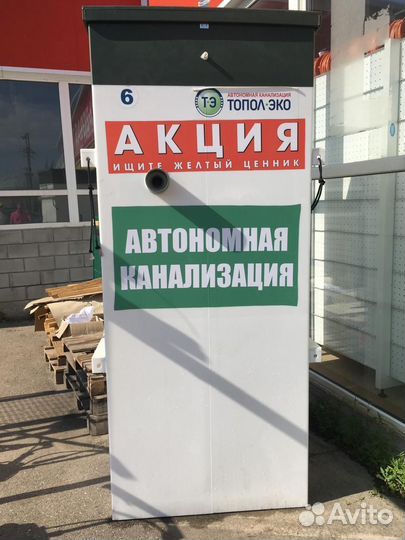 6
АВТОНОМНАЯ КАНАЛИЗАЦИЯ
ТЭ ТОПОЛ-ЭКО
АКЦИЯ
ИЩИТЕ ЖЕЛТЫЙ ЦЕННИК
АВТОНОМНАЯ
КАНАЛИЗАЦИЯ
Avito